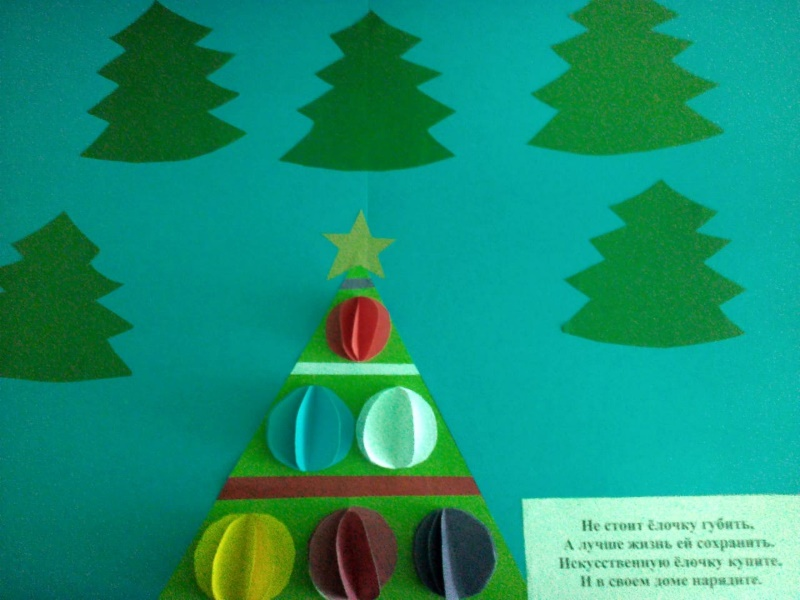 Не стоит ёлочку губить,
А лучше жизнь ей сохранить.
Искусственную ёлочку купите,
И в своем доме нарядите.